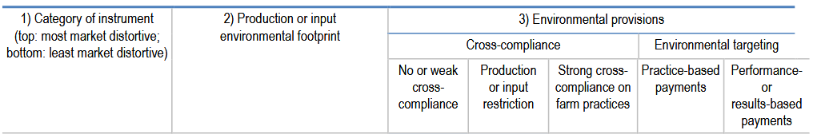 1) Category of instrument
(top: most market distortive;
bottom: least market distortive)
2) Production or input
environmental footprint
3) Environmental provisions
Cross-compliance
Environmental targeting
No or weak
cross-
compliance
Production
or input
restriction
Strong cross-
compliance on
farm practices
Practice-based
payments
Performance-
or
results-based
payments